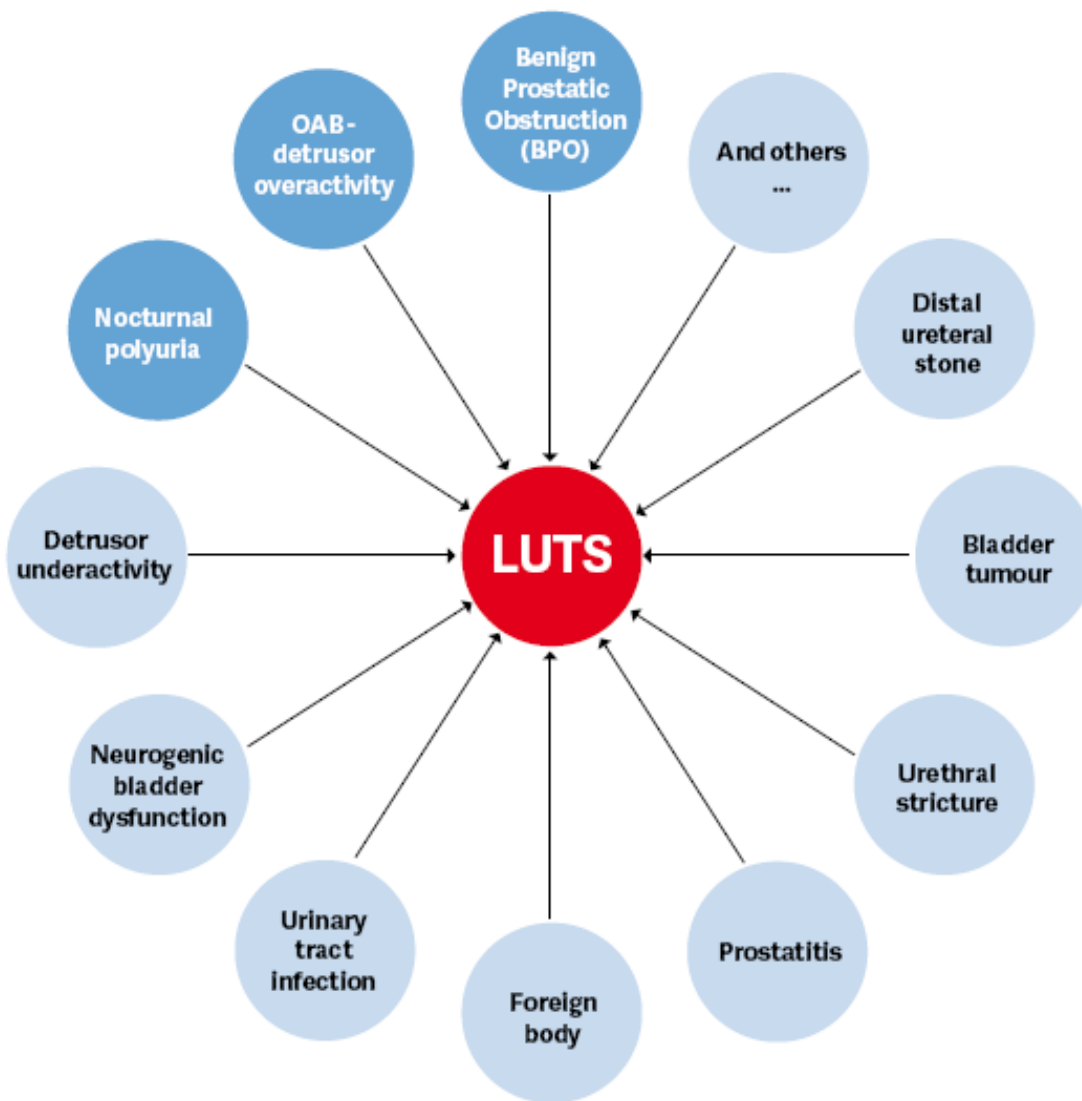 Benign
Prostatic
Obstruction
(BPO)
And others
...
Distal
ureteral
stone
Bladder
tumour
Urethral
stricture
Prostatitis
Foreign
body
Urinary
tract
infection
Neurogenic
bladder
dysfunction
Detrusor
underactivity
Nocturnal
polyuria
OAB-
detrusor
overactivity
LUTS